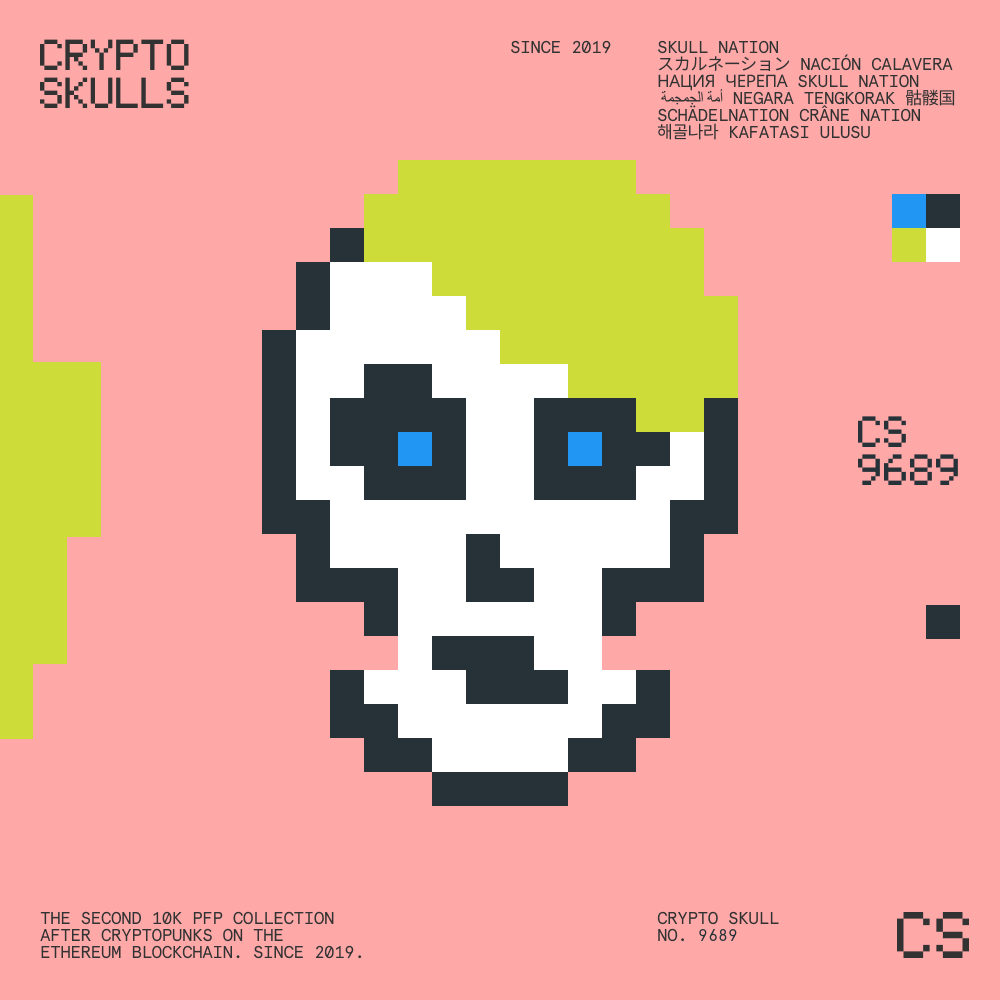 CRYPTO
SKULLS
SINCE 2019
SKULL NATION
スカルネーション NACIÓN CALAVERA
НАЦИЯ ЧЕРЕПА SKULL NATION
أمة الجمجمة NEGARA TENGKORAK 骷髅国
SCHÄDELNATION CRÂNE NATION
해골나라 KAFATASI ULUSU
CS
9689
THE SECOND 10K PFP COLLECTION
AFTER CRYPTOPUNKS ON THE
ETHEREUM BLOCKCHAIN. SINCE 2019.
CRYPTO SKULL
NO. 9689
CS